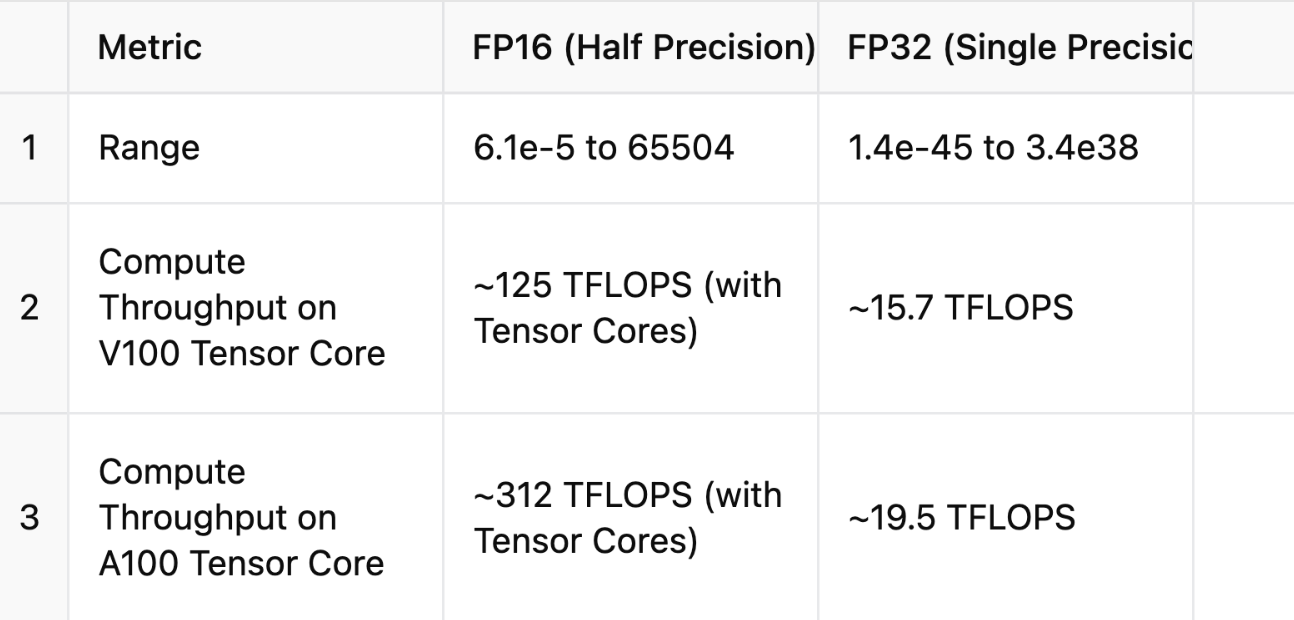 Metric FP16 (Half Precision) FP32 (Single Precisic
1 Range 6.1e-5 to 65504 1.4e-45 to 3.4e38
2
Compute
Throughput on
V100 Tensor Core
~125 TFLOPS (with
Tensor Cores)
~15.7 TFLOPS
3
Compute
Throughput on
A100 Tensor Core
~312 TFLOPS (with
Tensor Cores)
~19.5 TFLOPS